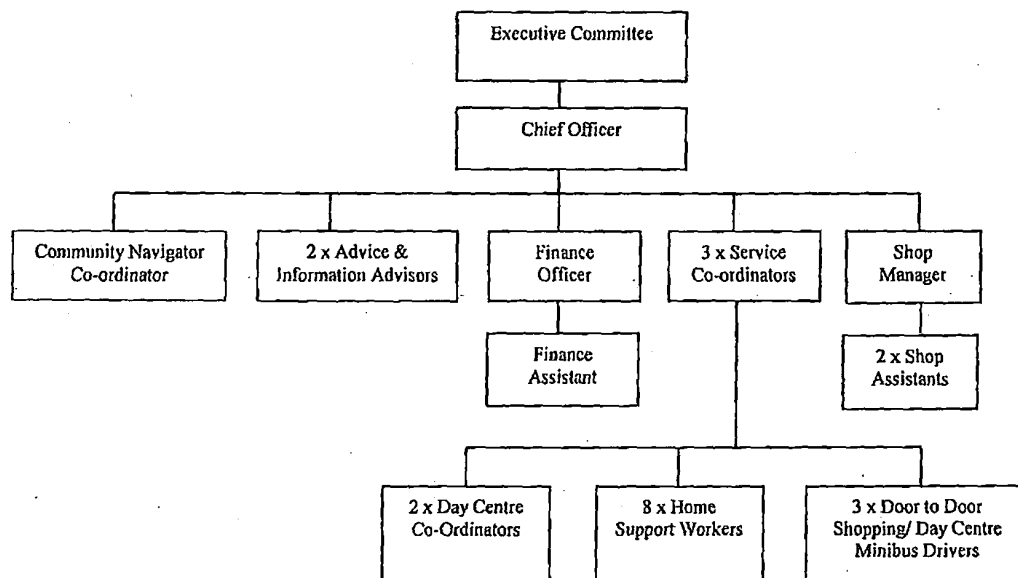 Executive Committee
Chief Officer
Community Navigator
Co-ordinator
2 x Advice &
Information Advisors
Finance
Officer
3 x Service
Co-ordinators
Shop
Manager
Finance
Assistant
2 x Shop
Assistants
2 x Day Centre
Co-Ordinators
8 x Home
Support Workers
3 x Door to Door
Shopping/ Day Centre
Minibus Drivers